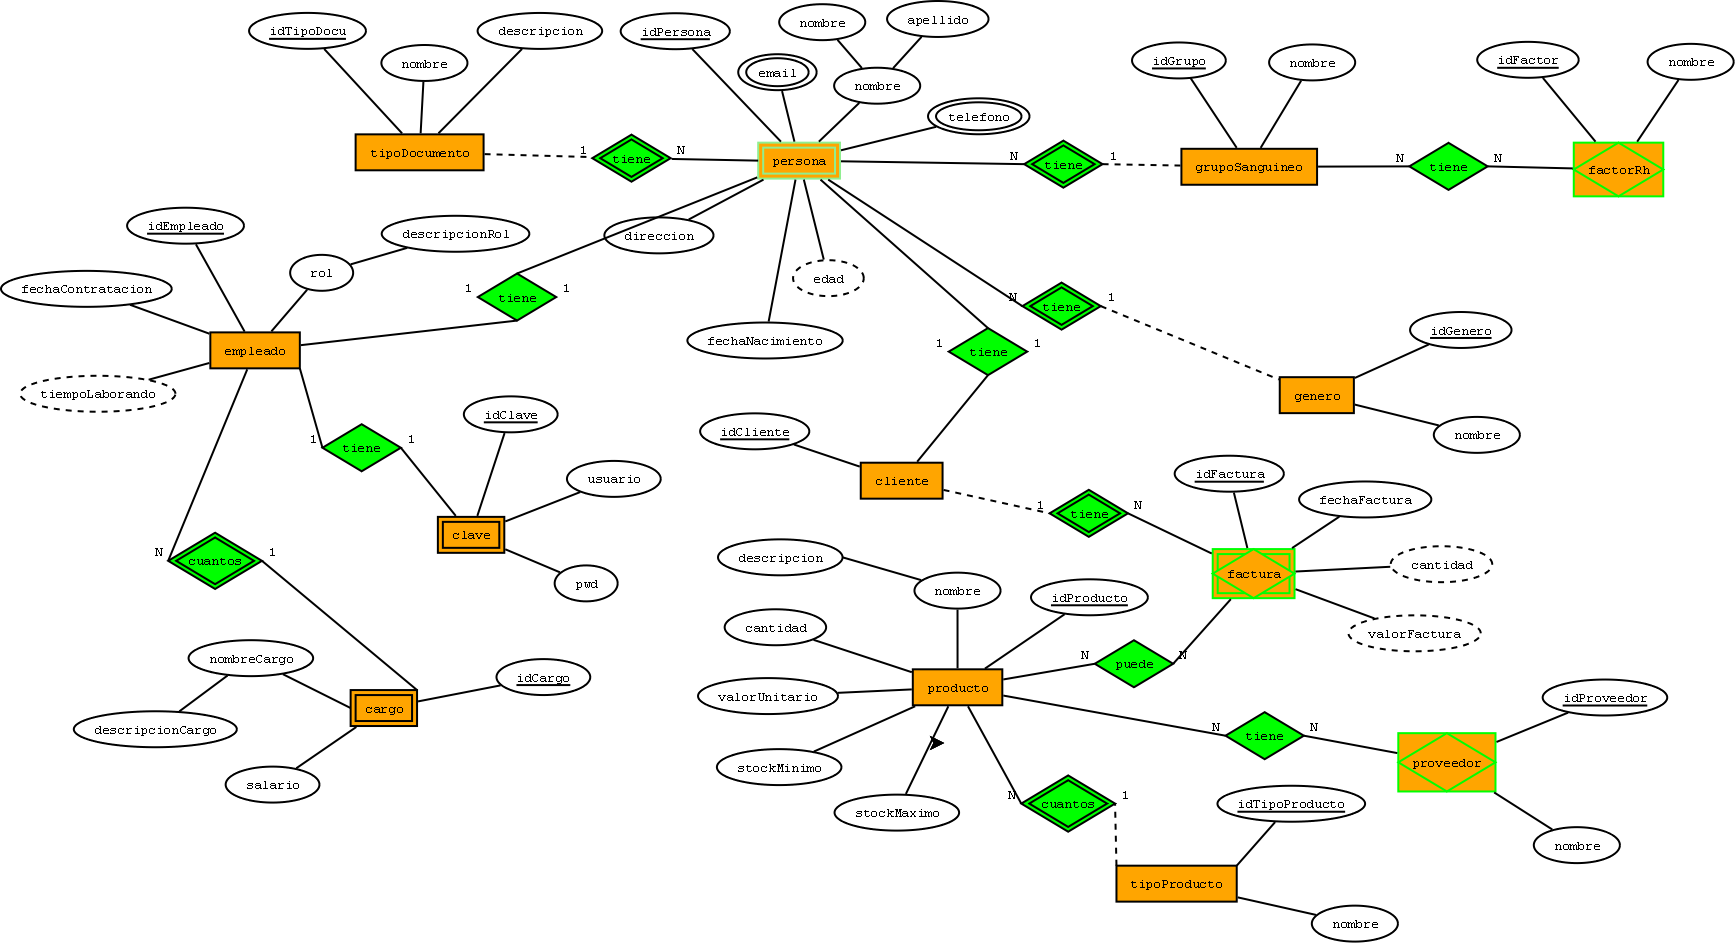 idTipoDocu
nombre
descripcion
tipoDocumento
1
tiene
N
idPersona
email
nombre
apellido
nombre
telefono
persona
N
tiene
1
idGrupo
nombre
grupoSanguineo
N
tiene
N
idFactor
nombre
factorRh
direccion
edad
fechaNacimiento
idEmpleado
descripcionRol
rol
fechaContratacion
empleado
tiempoLaborando
1
tiene
1
1
tiene
1
N
tiene
1
idGenero
genero
nombre
idClave
usuario
1
tiene
1
clave
pwd
N
cuantos
1
idCliente
cliente
1
tiene
N
idFactura
fechaFactura
factura
cantidad
valorFactura
descripcion
nombre
idProducto
cantidad
valorUnitario
producto
N
puede
N
stockMinimo
stockMaximo
nombreCargo
descripcionCargo
cargo
idCargo
salario
N
tiene
N
idProveedor
proveedor
nombre
N
cuantos
1
idTipoProducto
tipoProducto
nombre